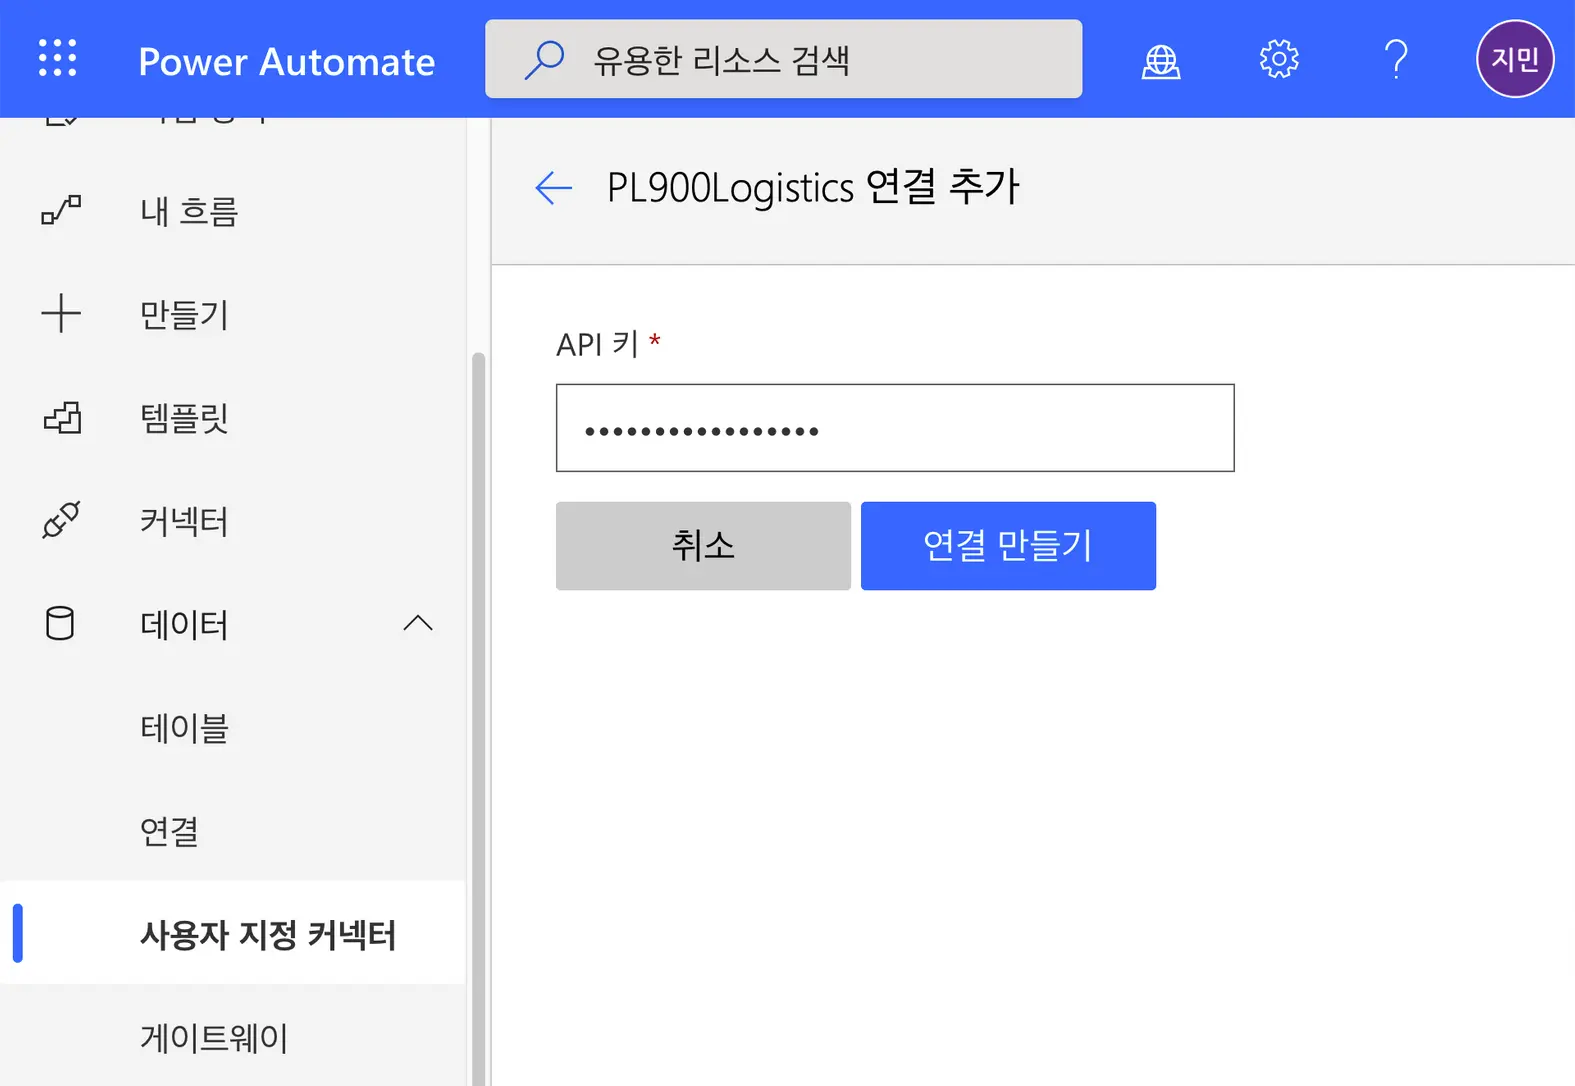 Power Automate
유용한 리소스 검색
지민
내 흐름
만들기
템플릿
커넥터
데이터
테이블
연결
사용자 지정 커넥터
게이트웨이
PL900Logistics 연결 추가
API 키 *
•••••••••••••••••
취소
연결 만들기